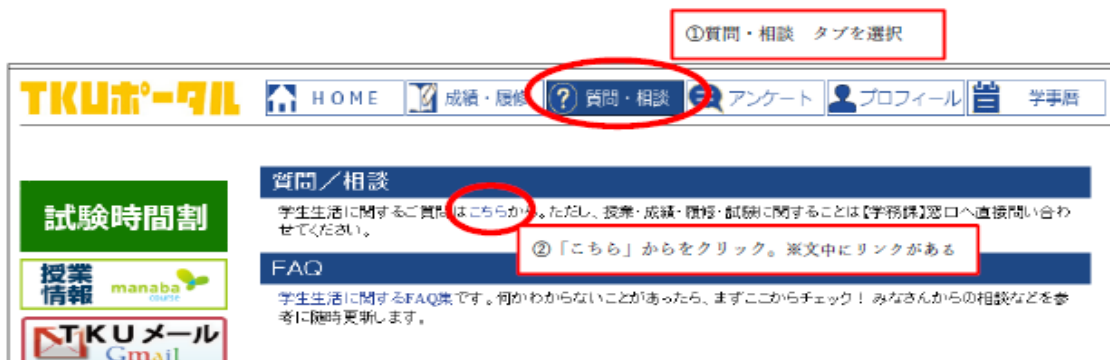 ①質問・相談　タブを選択
TKUポータル
HOME
成績・履修
質問・相談
アンケート
プロフィール
学事暦
試験時間割
授業
情報
manaba
course
TKUメール
Gmail
質問／相談
学生生活に関するご質問はこちらから。ただし、授業・成績・履修・試験に関することは【学務課】窓口へ直接問い合わ
せてください。
②「こちら」からをクリック。※文中にリンクがある
FAQ
学生生活に関するFAQ集です。何かわからないことがあったら、まずここからチェック！みなさんからの相談などを参
考に随時更新します。